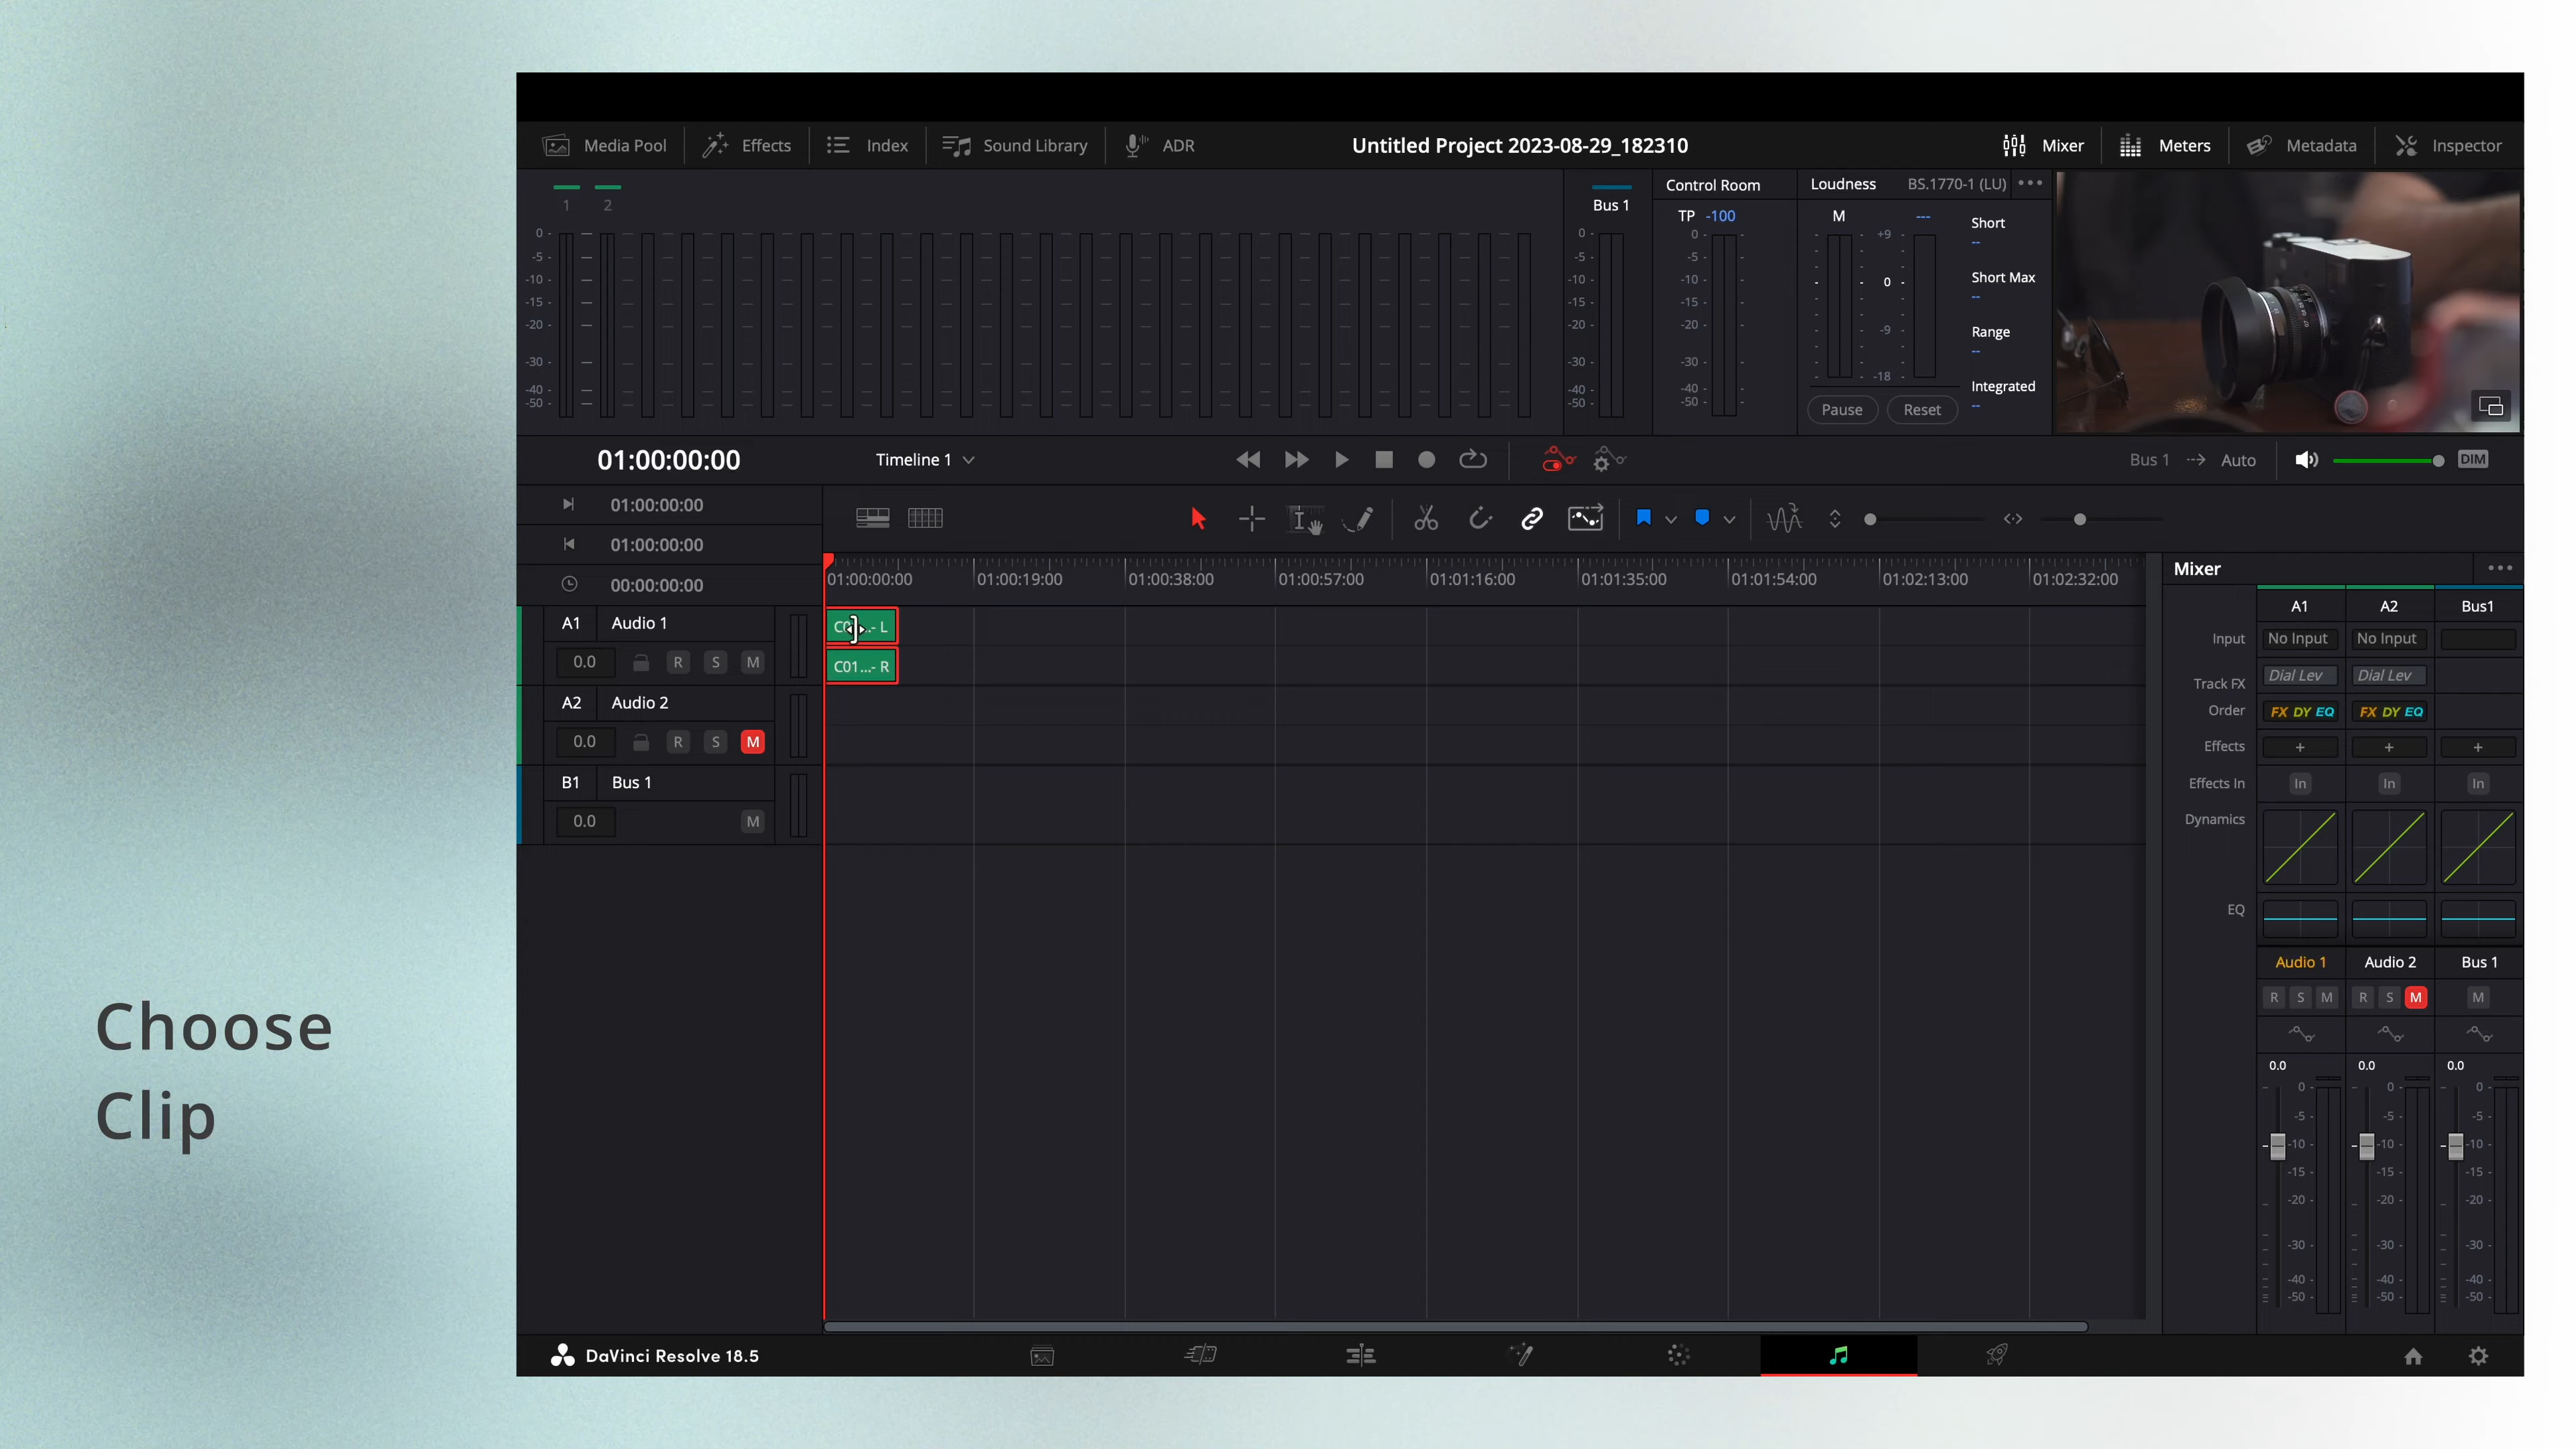 Media Pool Effects Index Sound Library ADR Untitled Project 2023-08-29_182310 Mixer Meters Metadata Inspector
1 2 Bus 1 Control Room Loudness BS.1770-1 (LU)
TP -100 M --- Short
--
0 -5 -10 -15 -20 -30 -40 -50
0 -5 -10 -15 -20 -30 -40 -50
0 -5 -10 -15 -20 -30 -40 -50
+9 0 -9 -18
Short Max
--
Range
--
Integrated
--
Pause Reset
01:00:00:00 Timeline 1 Bus 1 Auto DIM
01:00:00:00
01:00:00:00
00:00:00:00
01:00:00:00 01:00:19:00 01:00:38:00 01:00:57:00 01:01:16:00 01:01:35:00 01:01:54:00 01:02:13:00 01:02:32:00
A1 Audio 1
0.0 R S M
- L
C01...- R
A2 Audio 2
0.0 R S M
B1 Bus 1
0.0 M
Mixer
A1 A2 Bus1
Input No Input No Input
Track FX Dial Lev Dial Lev
Order FX DY EQ FX DY EQ
Effects + + +
Effects In In In In
Dynamics
EQ
Audio 1 Audio 2 Bus 1
R S M R S M M
0.0 0.0 0.0
0 0 0
-5 -5 -5
-10 -10 -10
-15 -15 -15
-20 -20 -20
-30 -30 -30
-40 -40 -40
-50 -50 -50
Choose
Clip
DaVinci Resolve 18.5